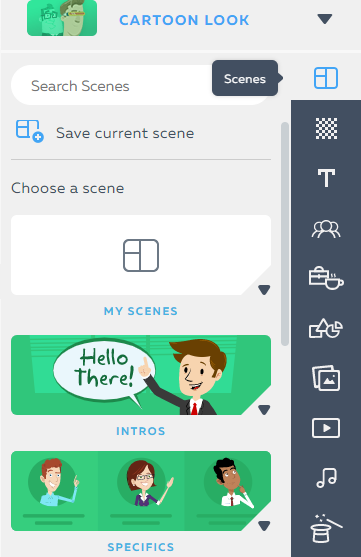 CARTOON LOOK
Search Scenes
Scenes
Save current scene
Choose a scene
MY SCENES
Hello
There!
INTROS
SPECIFICS